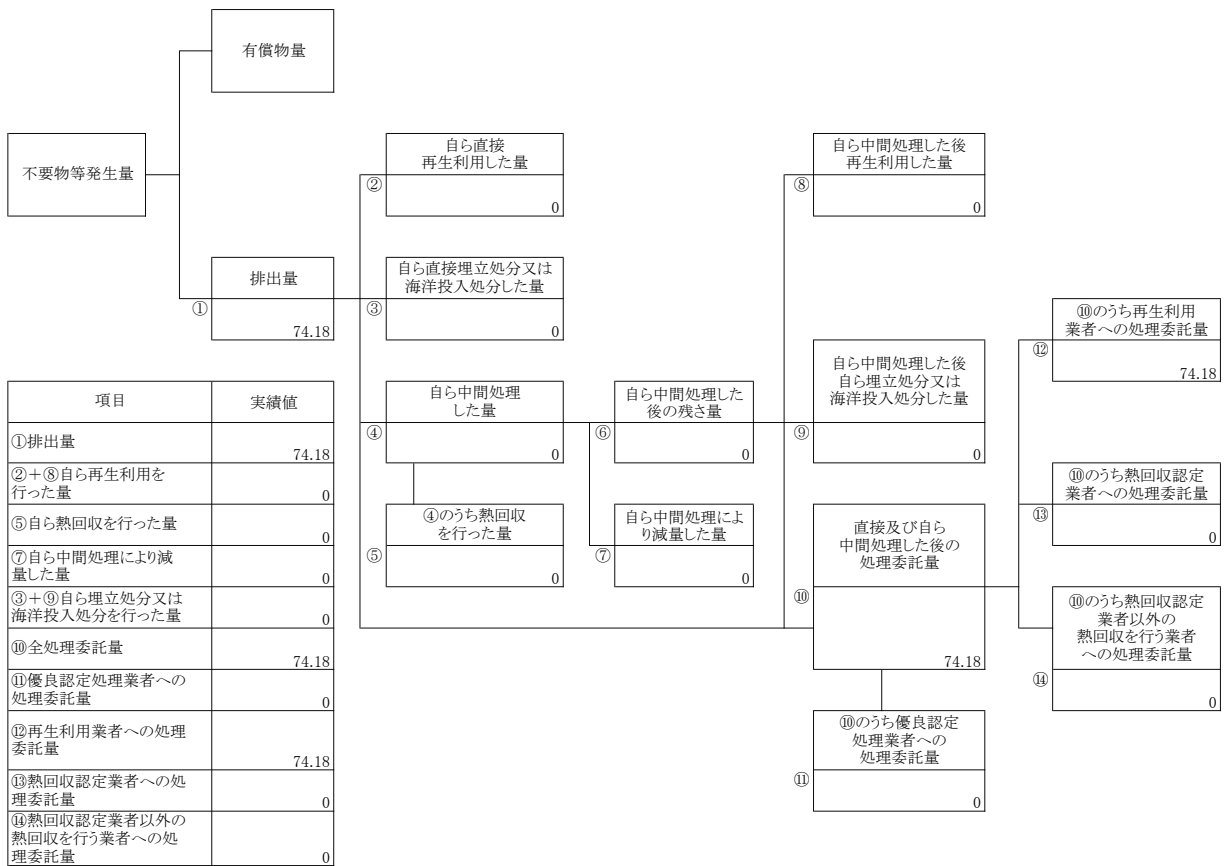 有償物量
不要物等発生量
自ら直接
再生利用した量
②
0
自ら中間処理した後
再生利用した量
⑧
0
排出量
①
74.18
自ら直接埋立処分又は
海洋投入処分した量
③
0
⑩のうち再生利用
業者への処理委託量
⑫
74.18
自ら中間処理
した量
④
0
自ら中間処理した
後の残さ量
⑥
0
自ら中間処理した後
自ら埋立処分又は
海洋投入処分した量
⑨
0
⑩のうち熱回収認定
業者への処理委託量
⑬
0
④のうち熱回収
を行った量
⑤
0
自ら中間処理によ
り減量した量
⑦
0
直接及び自ら
中間処理した後の
処理委託量
⑩
74.18
⑩のうち熱回収認定
業者以外の
熱回収を行う業者
への処理委託量
⑭
0
⑩のうち優良認定
処理業者への
処理委託量
⑪
0
項目 実績値
①排出量
74.18
②+⑧自ら再生利用を
行った量
0
⑤自ら熱回収を行った量
0
⑦自ら中間処理により減
量した量
0
③+⑨自ら埋立処分又は
海洋投入処分を行った量
0
⑩全処理委託量
74.18
⑪優良認定処理業者への
処理委託量
0
⑫再生利用業者への処理
委託量
74.18
⑬熱回収認定業者への処
理委託量
0
⑭熱回収認定業者以外の
熱回収を行う業者への処
理委託量
0